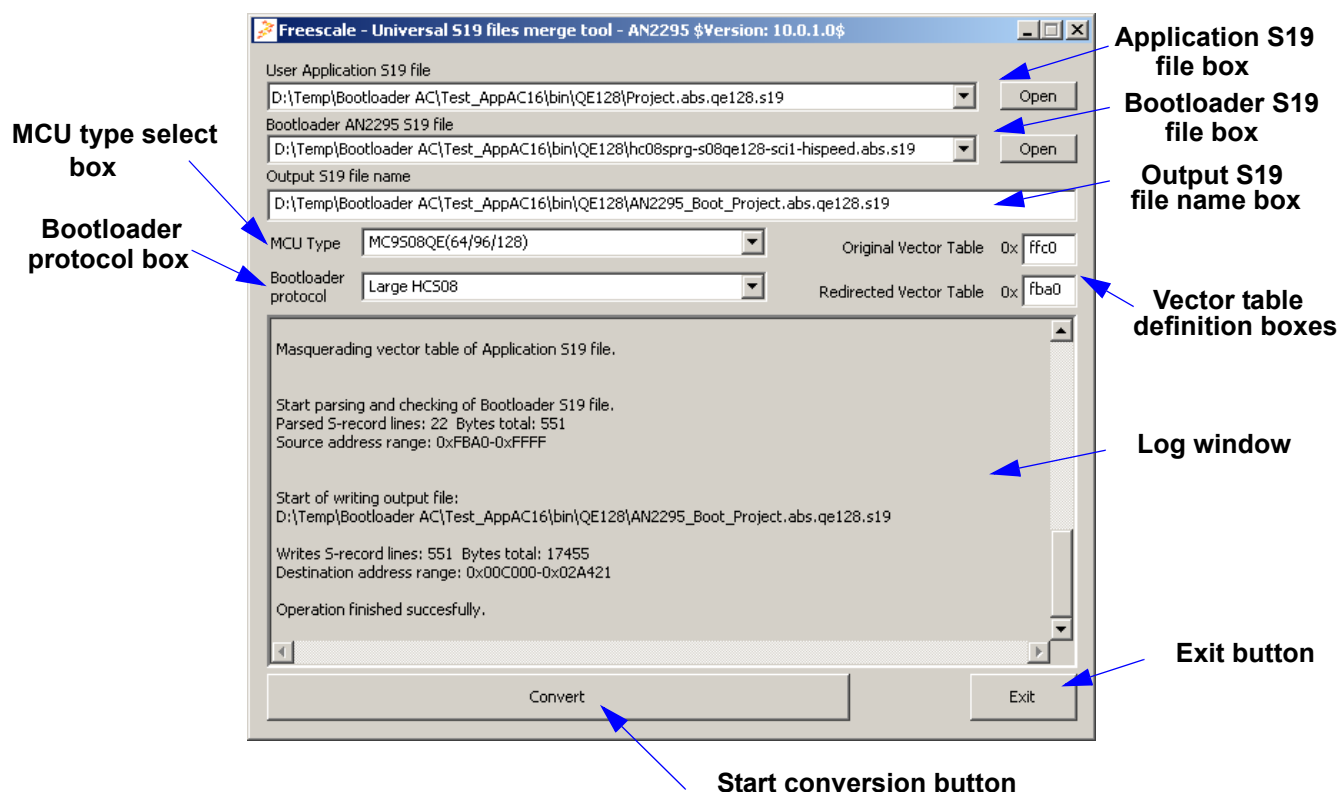 Freescale - Universal S19 files merge tool - AN2295 $Version: 10.0.1.0$
Application S19
file box
User Application S19 file
D:\Temp\Bootloader AC\Test_AppAC16\bin\QE128\Project.abs.qe128.s19
Open
Bootloader S19
file box
Bootloader AN2295 S19 file
D:\Temp\Bootloader AC\Test_AppAC16\bin\QE128\hc08sprg-s08qe128-sci1-hispeed.abs.s19
Open
MCU type select
box
Output S19 file name
D:\Temp\Bootloader AC\Test_AppAC16\bin\QE128\AN2295_Boot_Project.abs.qe128.s19
Output S19
file name box
Bootloader
protocol box
MCU Type
MC9S08QE(64/96/128)
Original Vector Table 0x ffc0
Bootloader
protocol
Large HCS08
Redirected Vector Table 0x fba0
Vector table
definition boxes
Masquerading vector table of Application S19 file.
Start parsing and checking of Bootloader S19 file.
Parsed S-record lines: 22 Bytes total: 551
Source address range: 0xFBA0-0xFFFF
Log window
Start of writing output file:
D:\Temp\Bootloader AC\Test_AppAC16\bin\QE128\AN2295_Boot_Project.abs.qe128.s19
Writes S-record lines: 551 Bytes total: 17455
Destination address range: 0x00C000-0x02A421
Operation finished succesfully.
Exit button
Convert
Exit
Start conversion button